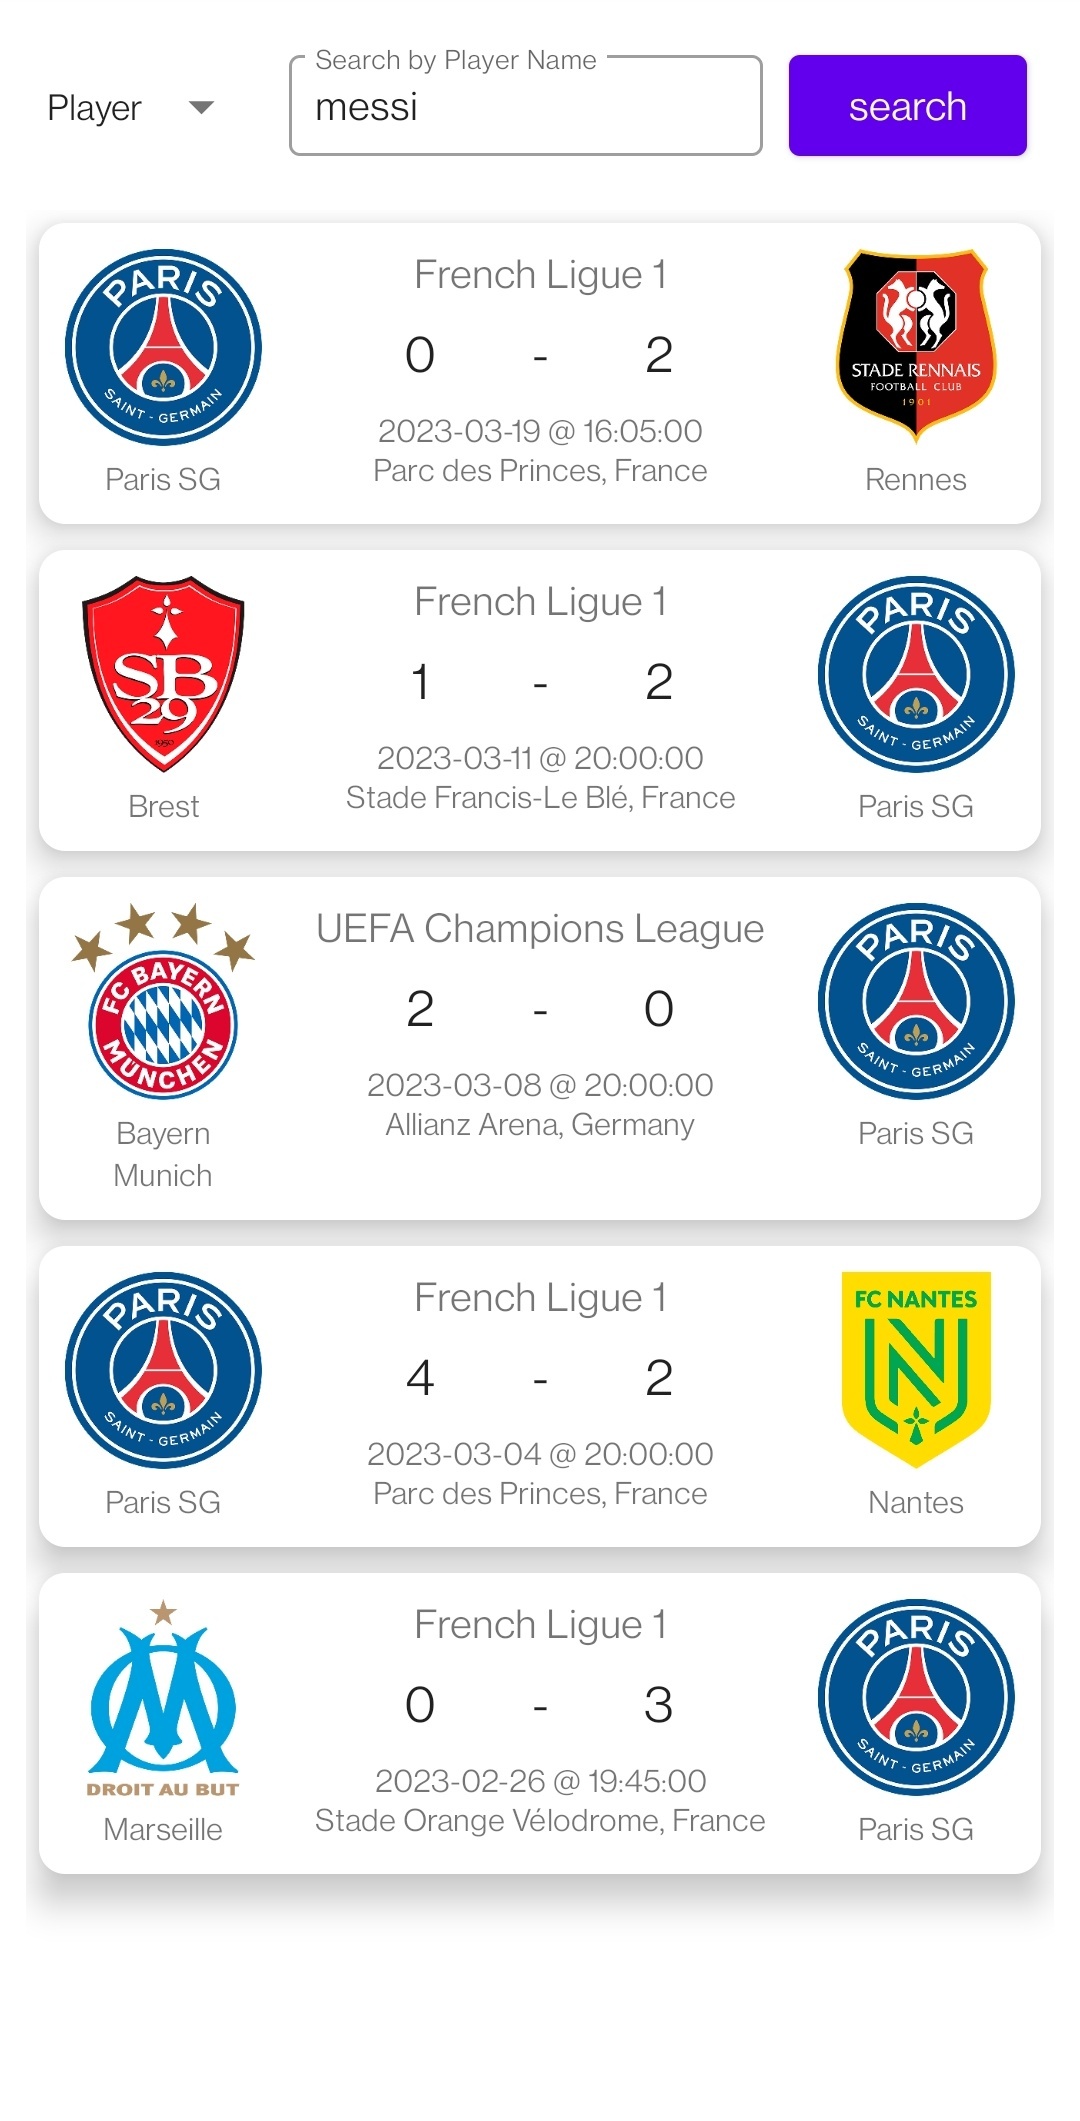 Search by Player Name
Player
messi
search
PARIS
SAINT - GERMAIN
Paris SG
French Ligue 1
0 - 2
2023-03-19 @ 16:05:00
Parc des Princes, France
STADE RENNAIS
FOOTBALL CLUB
1901
Rennes
SB
29
1950
Brest
French Ligue 1
1 - 2
2023-03-11 @ 20:00:00
Stade Francis-Le Blé, France
PARIS
SAINT - GERMAIN
Paris SG
FC BAYERN
MÜNCHEN
Bayern
Munich
UEFA Champions League
2 - 0
2023-03-08 @ 20:00:00
Allianz Arena, Germany
PARIS
SAINT - GERMAIN
Paris SG
PARIS
SAINT - GERMAIN
Paris SG
French Ligue 1
4 - 2
2023-03-04 @ 20:00:00
Parc des Princes, France
FC NANTES
N
Nantes
M
DROIT AU BUT
Marseille
French Ligue 1
0 - 3
2023-02-26 @ 19:45:00
Stade Orange Vélodrome, France
PARIS
SAINT - GERMAIN
Paris SG